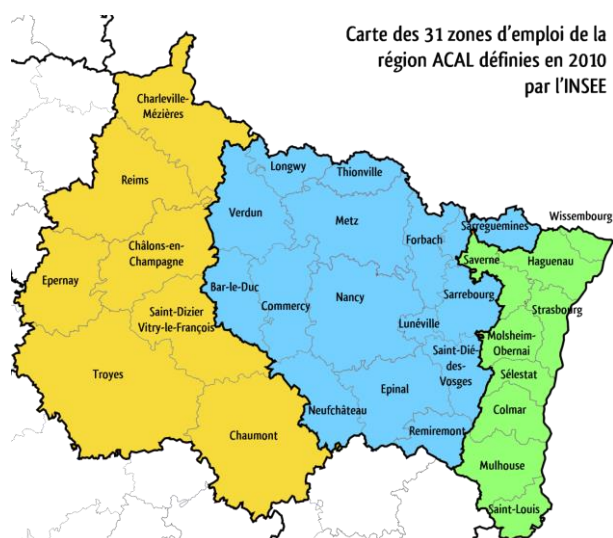 Carte des 31 zones d'emploi de la
région ACAL définies en 2010
par l'INSEE
Charleville-
Mézières
Longwy
Thionville
Reims
Verdun
Metz
Forbach
Sarreguemines
Wissembourg
Châlons-en-
Champagne
Saverne
Haguenau
Epernay
Bar-le-Duc
Commercy
Nancy
Sarrebourg
Strasbourg
Saint-Dizier
Vitry-le-François
Lunéville
Molsheim-
Obernai
Troyes
Saint-Dié-
des-
Vosges
Sélestat
Epinal
Colmar
Neufchâteau
Chaumont
Remiremont
Mulhouse
Saint-Louis